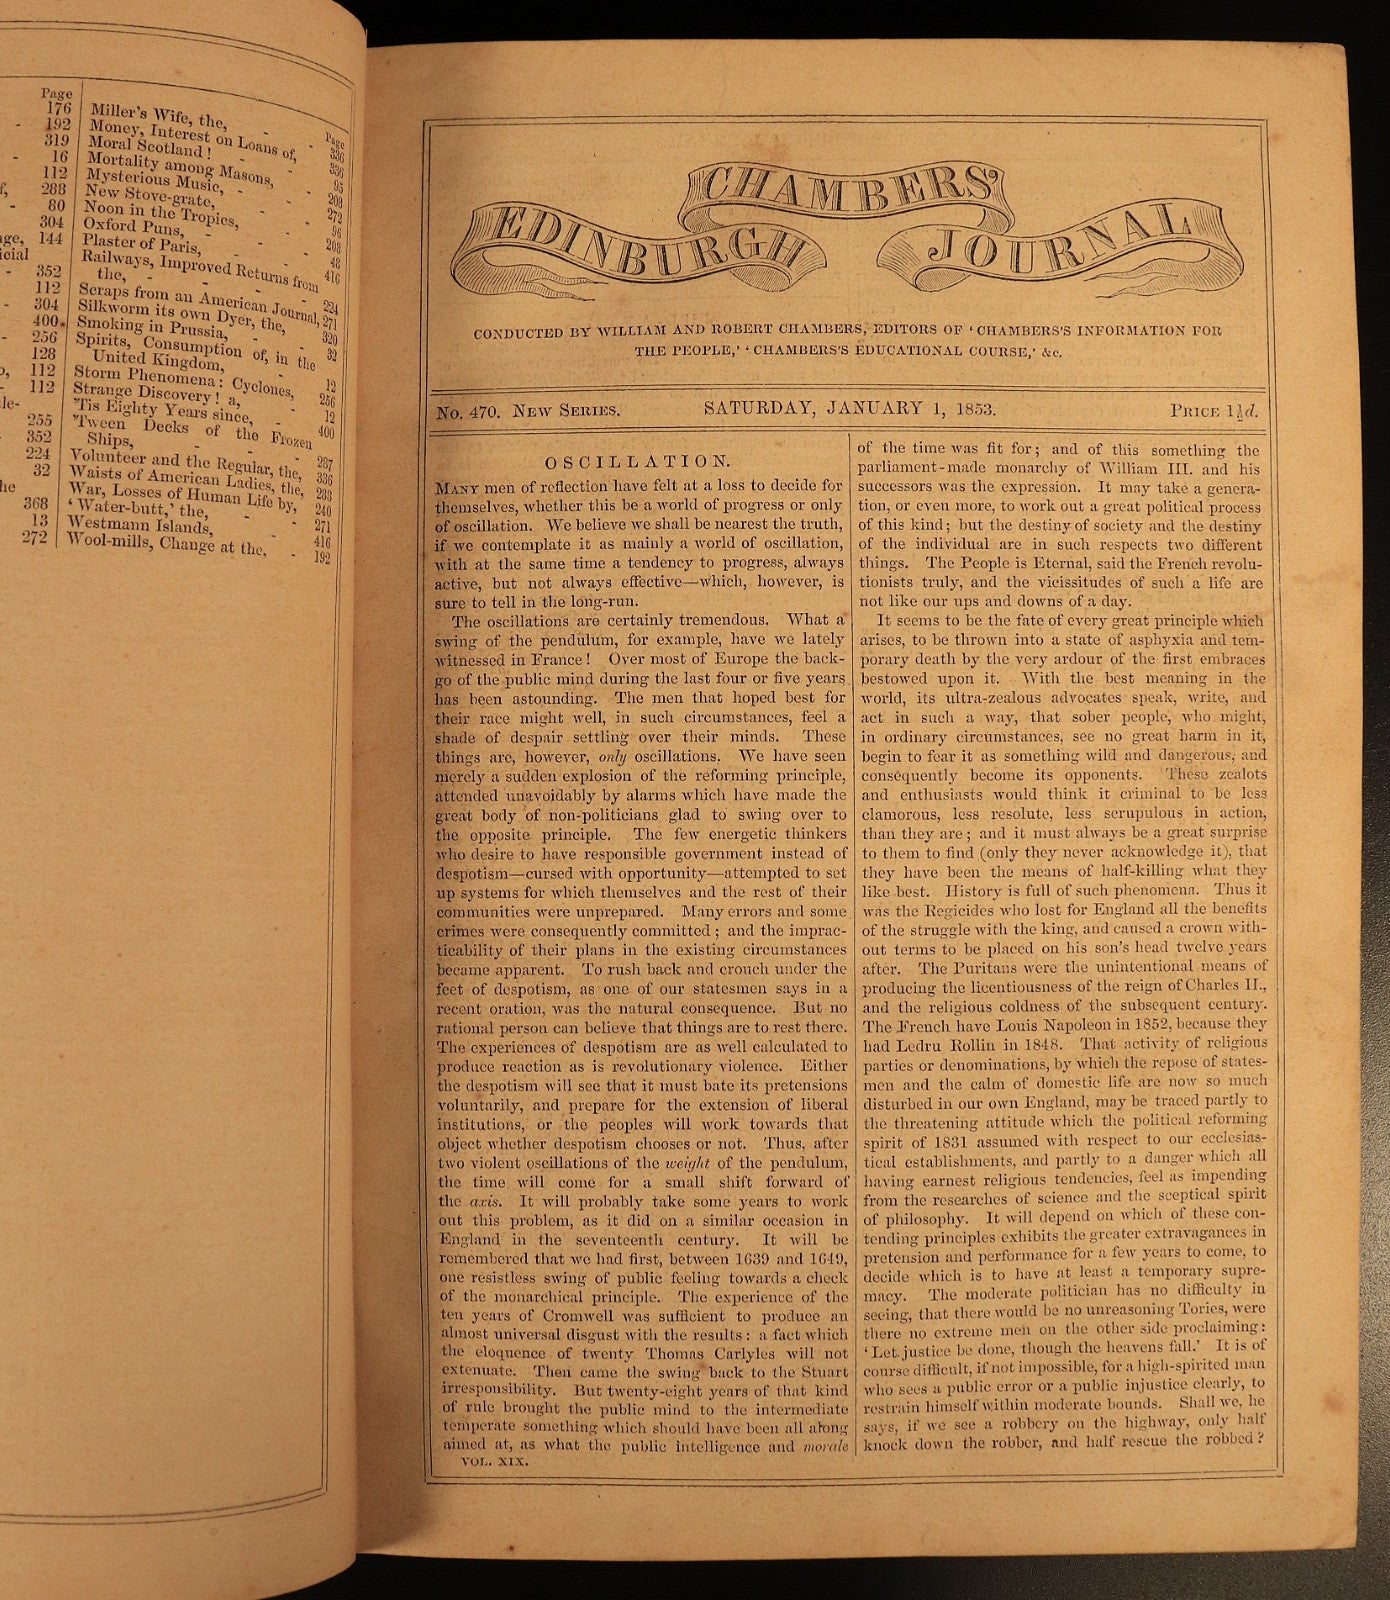 Page
176
- 192
319
- 16
112
f, 288
- 80
304
age, 144
icial
- 352
112
- 304
400
- 256
128
o, 112
- 112
le-
255
- 352
224
32
he
368
13
272
Page
Miller's Wife, the, - - 336
Money, Interest on Loans of, 336
Moral Scotland! - - 95
Mortality among Masons, - 208
Mysterious Music, - - 272
New Stove-grate, - - 96
Noon in the Tropics, - 208
Oxford Puns, - - 48
Plaster of Paris, - - 416
Railways, Improved Returns from
the, - - - 224
Scraps from an American Journal, 271
Silkworm its own Dyer, the, 320
Smoking in Prussia, - - 32
Spirits, Consumption of, in the
United Kingdom, - 12
Storm Phenomena: Cyclones, 256
Strange Discovery! a, - 12
'Tis Eighty Years since, - 400
'Tween Decks of the Frozen
Ships, - - 287
Volunteer and the Regular, the, 336
Waists of American Ladies, the, 288
War, Losses of Human Life by, 240
'Water-butt,' the, - - 271
Westmann Islands, - 416
Wool-mills, Change at the, - 192
CHAMBERS'
EDINBURGH JOURNAL
CONDUCTED BY WILLIAM AND ROBERT CHAMBERS, EDITORS OF 'CHAMBERS'S INFORMATION FOR
THE PEOPLE,' 'CHAMBERS'S EDUCATIONAL COURSE,' &c.
No. 470. New Series. SATURDAY, JANUARY 1, 1853. Price 1½d.
OSCILLATION.
Many men of reflection have felt at a loss to decide for
themselves, whether this be a world of progress or only
of oscillation. We believe we shall be nearest the truth,
if we contemplate it as mainly a world of oscillation,
with at the same time a tendency to progress, always
active, but not always effective—which, however, is
sure to tell in the long-run.
The oscillations are certainly tremendous. What a
swing of the pendulum, for example, have we lately
witnessed in France! Over most of Europe the back-
go of the public mind during the last four or five years
has been astounding. The men that hoped best for
their race might well, in such circumstances, feel a
shade of despair settling over their minds. These
things are, however, only oscillations. We have seen
merely a sudden explosion of the reforming principle,
attended unavoidably by alarms which have made the
great body of non-politicians glad to swing over to
the opposite principle. The few energetic thinkers
who desire to have responsible government instead of
despotism—cursed with opportunity—attempted to set
up systems for which themselves and the rest of their
communities were unprepared. Many errors and some
crimes were consequently committed; and the imprac-
ticability of their plans in the existing circumstances
became apparent. To rush back and crouch under the
feet of despotism, as one of our statesmen says in a
recent oration, was the natural consequence. But no
rational person can believe that things are to rest there.
The experiences of despotism are as well calculated to
produce reaction as is revolutionary violence. Either
the despotism will see that it must bate its pretensions
voluntarily, and prepare for the extension of liberal
institutions, or the peoples will work towards that
object whether despotism chooses or not. Thus, after
two violent oscillations of the weight of the pendulum,
the time will come for a small shift forward of
the axis. It will probably take some years to work
out this problem, as it did on a similar occasion in
England in the seventeenth century. It will be
remembered that we had first, between 1639 and 1649,
one resistless swing of public feeling towards a check
of the monarchical principle. The experience of the
ten years of Cromwell was sufficient to produce an
almost universal disgust with the results: a fact which
the eloquence of twenty Thomas Carlyles will not
extenuate. Then came the swing back to the Stuart
irresponsibility. But twenty-eight years of that kind
of rule brought the public mind to the intermediate
temperate something which should have been all along
aimed at, as what the public intelligence and morale
VOL. XIX.
of the time was fit for; and of this something the
parliament-made monarchy of William III. and his
successors was the expression. It may take a genera-
tion, or even more, to work out a great political process
of this kind; but the destiny of society and the destiny
of the individual are in such respects two different
things. The People is Eternal, said the French revolu-
tionists truly, and the vicissitudes of such a life are
not like our ups and downs of a day.
It seems to be the fate of every great principle which
arises, to be thrown into a state of asphyxia and tem-
porary death by the very ardour of the first embraces
bestowed upon it. With the best meaning in the
world, its ultra-zealous advocates speak, write, and
act in such a way, that sober people, who might,
in ordinary circumstances, see no great harm in it,
begin to fear it as something wild and dangerous, and
consequently become its opponents. These zealots
and enthusiasts would think it criminal to be less
clamorous, less resolute, less scrupulous in action,
than they are; and it must always be a great surprise
to them to find (only they never acknowledge it), that
they have been the means of half-killing what they
like best. History is full of such phenomena. Thus it
was the Regicides who lost for England all the benefits
of the struggle with the king, and caused a crown with-
out terms to be placed on his son's head twelve years
after. The Puritans were the unintentional means of
producing the licentiousness of the reign of Charles II.,
and the religious coldness of the subsequent century.
The French have Louis Napoleon in 1852, because they
had Ledru Rollin in 1848. That activity of religious
parties or denominations, by which the repose of states-
men and the calm of domestic life are now so much
disturbed in our own England, may be traced partly to
the threatening attitude which the political reforming
spirit of 1831 assumed with respect to our ecclesias-
tical establishments, and partly to a danger which all
having earnest religious tendencies, feel as impending
from the researches of science and the sceptical spirit
of philosophy. It will depend on which of these con-
tending principles exhibits the greater extravagances in
pretension and performance for a few years to come, to
decide which is to have at least a temporary supre-
macy. The moderate politician has no difficulty in
seeing, that there would be no unreasoning Tories, were
there no extreme men on the other side proclaiming:
'Let justice be done, though the heavens fall.' It is of
course difficult, if not impossible, for a high-spirited man
who sees a public error or a public injustice clearly, to
restrain himself within moderate bounds. Shall we, he
says, if we see a robbery on the highway, only half
knock down the robber, and half rescue the robbed?